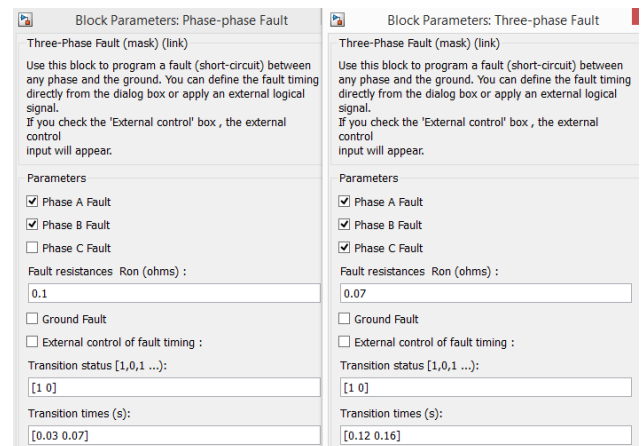 Block Parameters: Phase-phase Fault
Three-Phase Fault (mask) (link)
Use this block to program a fault (short-circuit) between
any phase and the ground. You can define the fault timing
directly from the dialog box or apply an external logical
signal.
If you check the 'External control' box , the external
control
input will appear.
Parameters
Phase A Fault
Phase B Fault
Phase C Fault
Fault resistances Ron (ohms) :
0.1
Ground Fault
External control of fault timing :
Transition status [1,0,1 ...):
[1 0]
Transition times (s):
[0.03 0.07]
Block Parameters: Three-phase Fault
Three-Phase Fault (mask) (link)
Use this block to program a fault (short-circuit) between
any phase and the ground. You can define the fault timing
directly from the dialog box or apply an external logical
signal.
If you check the 'External control' box , the external
control
input will appear.
Parameters
Phase A Fault
Phase B Fault
Phase C Fault
Fault resistances Ron (ohms) :
0.07
Ground Fault
External control of fault timing :
Transition status [1,0,1 ...):
[1 0]
Transition times (s):
[0.12 0.16]